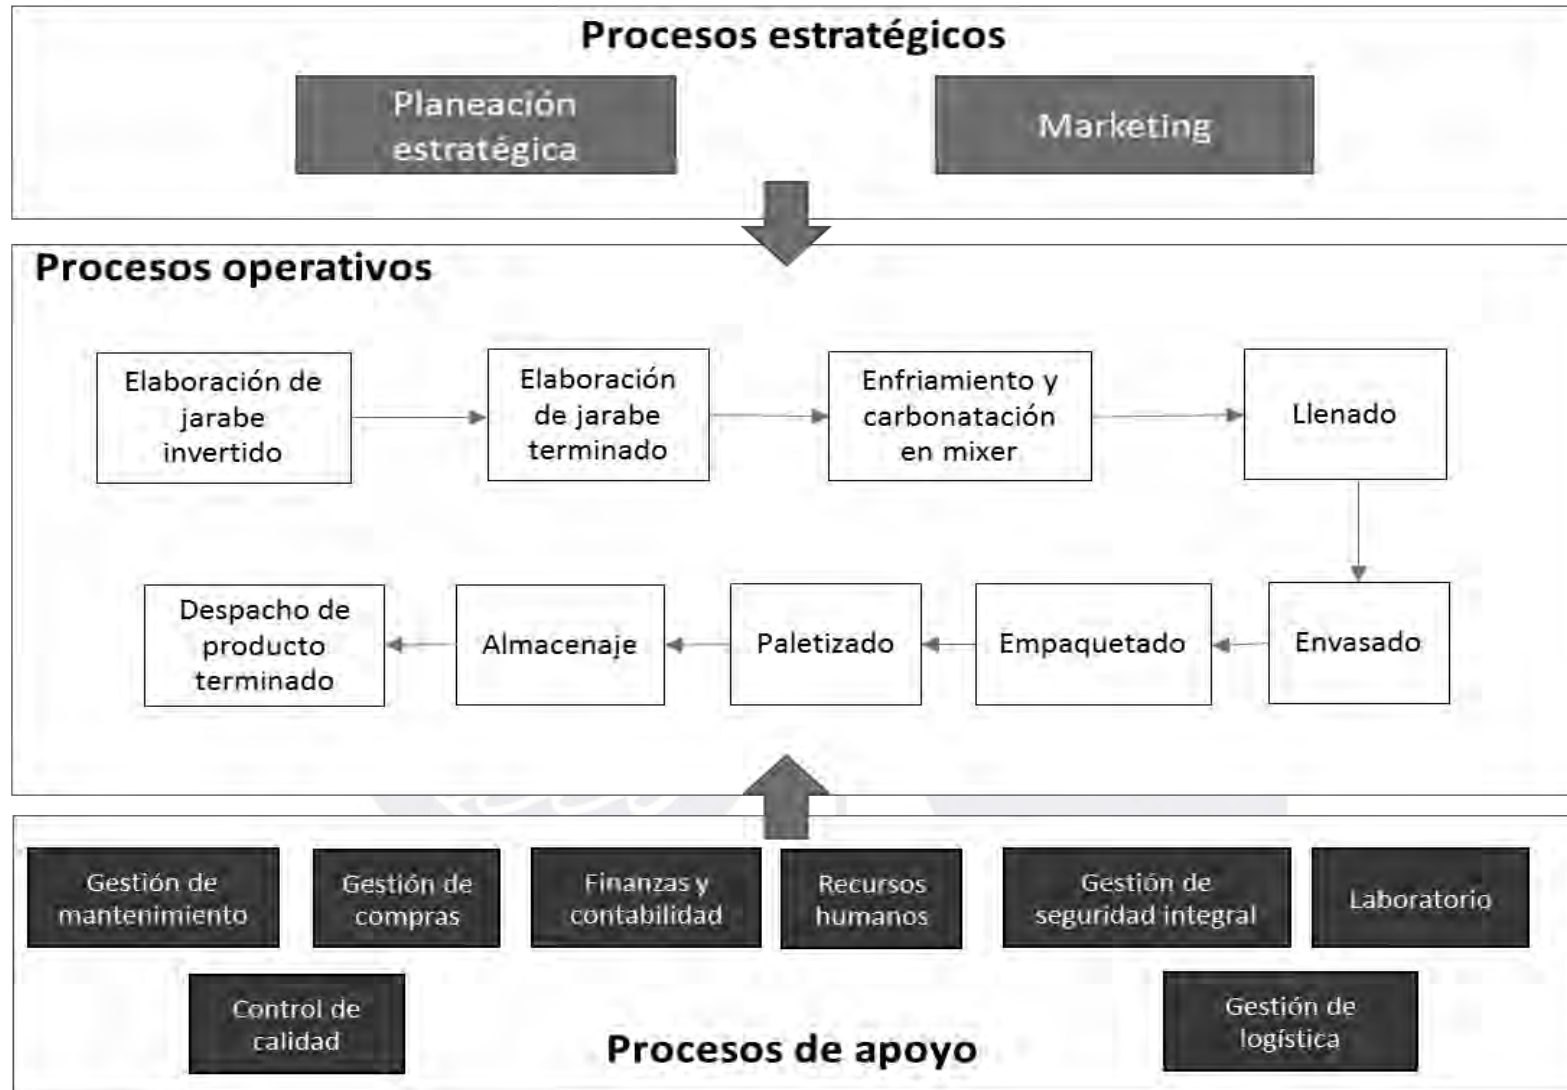 Procesos estratégicos
Planeación
estratégica
Marketing
Procesos operativos
Elaboración de
jarabe
invertido
Elaboración
de jarabe
terminado
Enfriamiento y
carbonatación
en mixer
Llenado
Despacho de
producto
terminado
Almacenaje
Paletizado
Empaquetado
Envasado
Gestión de
mantenimiento
Gestión de
compras
Finanzas y
contabilidad
Recursos
humanos
Gestión de
seguridad integral
Laboratorio
Control de
calidad
Gestión de
logística
Procesos de apoyo